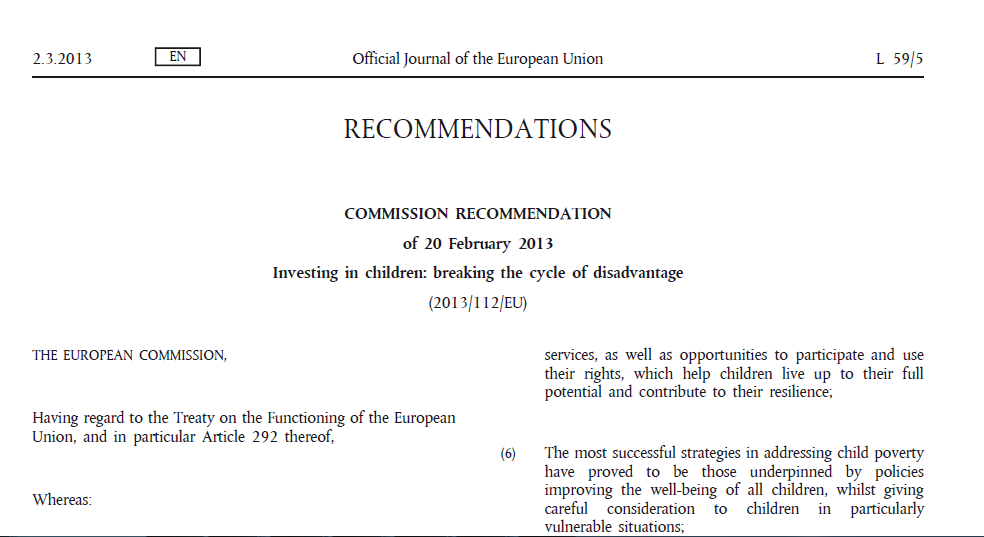 2.3.2013
EN
Official Journal of the European Union
L 59/5
RECOMMENDATIONS
COMMISSION RECOMMENDATION
of 20 February 2013
Investing in children: breaking the cycle of disadvantage
(2013/112/EU)
THE EUROPEAN COMMISSION,
Having regard to the Treaty on the Functioning of the European
Union, and in particular Article 292 thereof,
Whereas:
services, as well as opportunities to participate and use
their rights, which help children live up to their full
potential and contribute to their resilience;
(6) The most successful strategies in addressing child poverty
have proved to be those underpinned by policies
improving the well-being of all children, whilst giving
careful consideration to children in particularly
vulnerable situations;